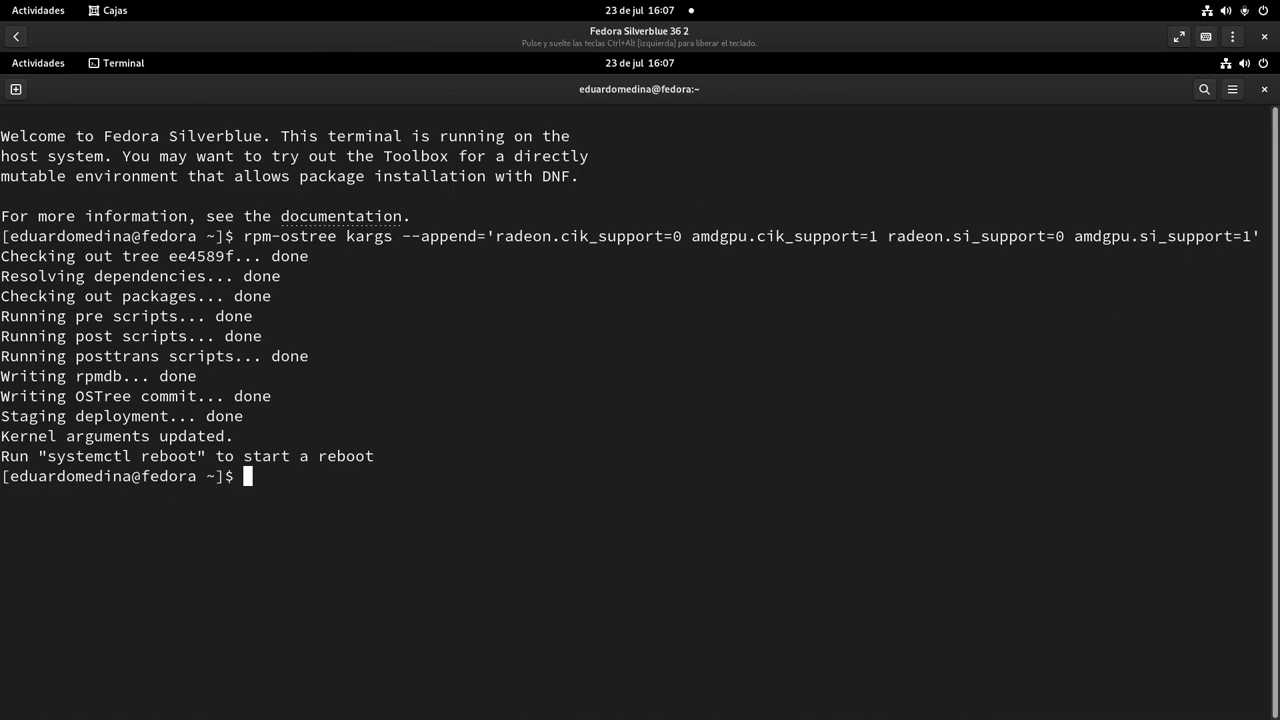 Actividades Cajas 23 de jul 16:07
Fedora Silverblue 36 2
Pulse y suelte las teclas Ctrl+Alt [izquierda] para liberar el teclado.
Actividades Terminal 23 de jul 16:07
eduardomedina@fedora:~
Welcome to Fedora Silverblue. This terminal is running on the
host system. You may want to try out the Toolbox for a directly
mutable environment that allows package installation with DNF.
For more information, see the documentation.
[eduardomedina@fedora ~]$ rpm-ostree kargs --append='radeon.cik_support=0 amdgpu.cik_support=1 radeon.si_support=0 amdgpu.si_support=1'
Checking out tree ee4589f... done
Resolving dependencies... done
Checking out packages... done
Running pre scripts... done
Running post scripts... done
Running posttrans scripts... done
Writing rpmdb... done
Writing OSTree commit... done
Staging deployment... done
Kernel arguments updated.
Run "systemctl reboot" to start a reboot
[eduardomedina@fedora ~]$